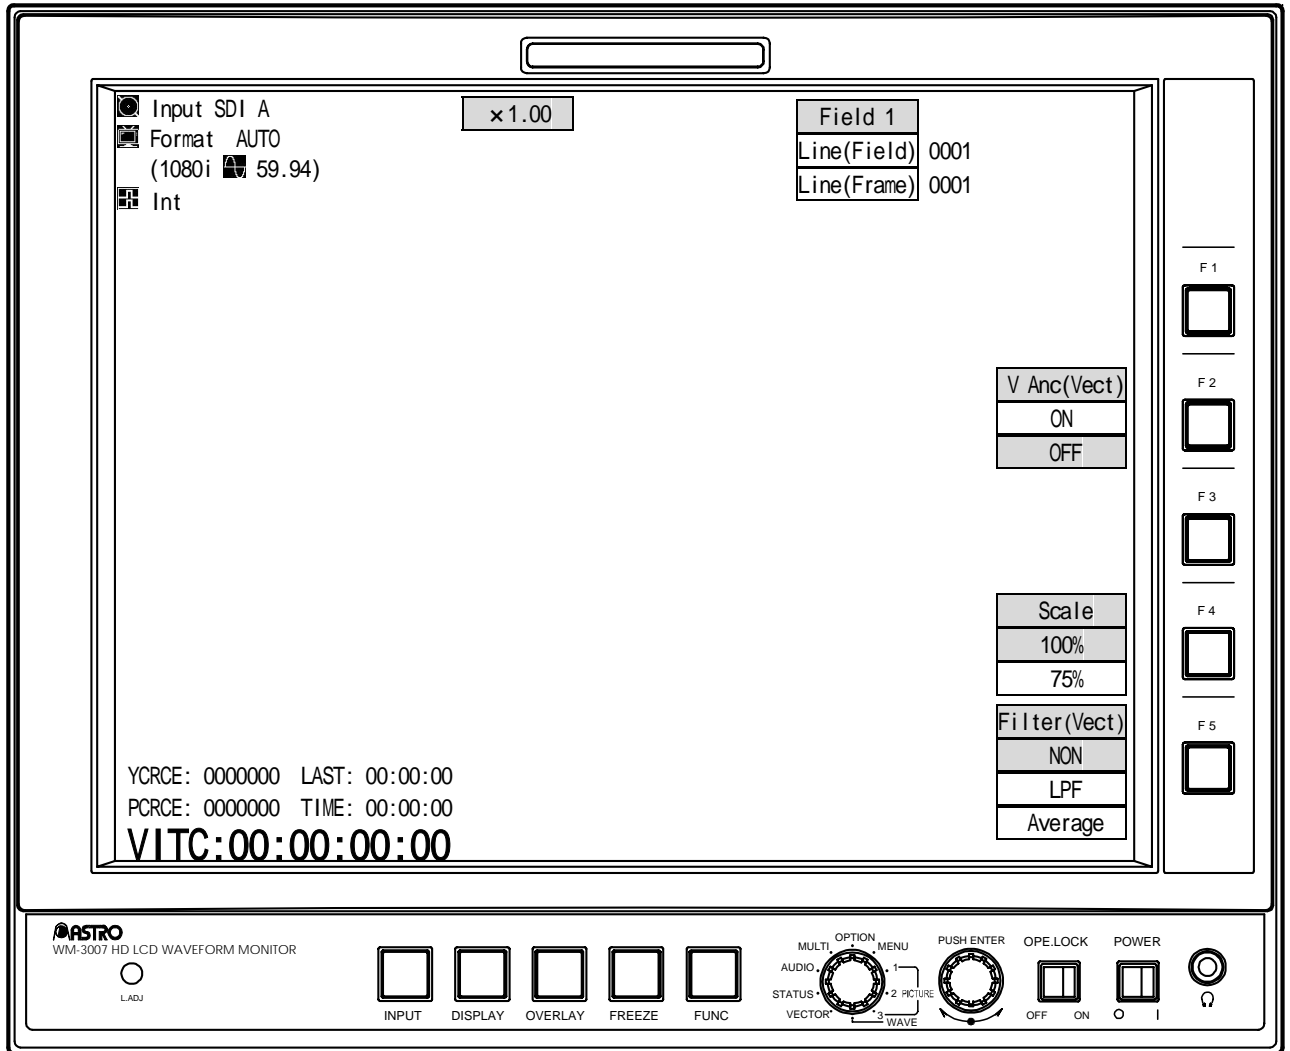 Input SDI A
×1.00
Field 1
Format AUTO
Line(Field) 0001
(1080i 59.94)
Line(Frame) 0001
Int
F 1
V Anc(Vect)
F 2
ON
OFF
F 3
Scale
F 4
100%
75%
Filter(Vect)
F 5
NON
LPF
Average
YCRCE: 0000000 LAST: 00:00:00
PCRCE: 0000000 TIME: 00:00:00
VITC:00:00:00:00
ASTRO
WM-3007 HD LCD WAVEFORM MONITOR
L.ADJ
INPUT DISPLAY OVERLAY FREEZE FUNC
OPTION
MULTI MENU
AUDIO 1
STATUS 2 PICTURE
VECTOR 3
WAVE
PUSH ENTER
OPE.LOCK
OFF ON
POWER
O I